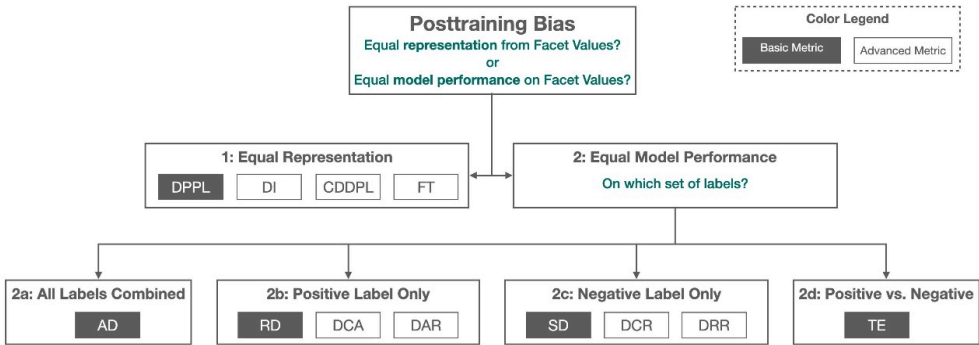 Posttraining Bias
Equal representation from Facet Values?
or
Equal model performance on Facet Values?
Color Legend
Basic Metric
Advanced Metric
1: Equal Representation
DPPL
DI
CDDPL
FT
2: Equal Model Performance
On which set of labels?
2a: All Labels Combined
AD
2b: Positive Label Only
RD
DCA
DAR
2c: Negative Label Only
SD
DCR
DRR
2d: Positive vs. Negative
TE